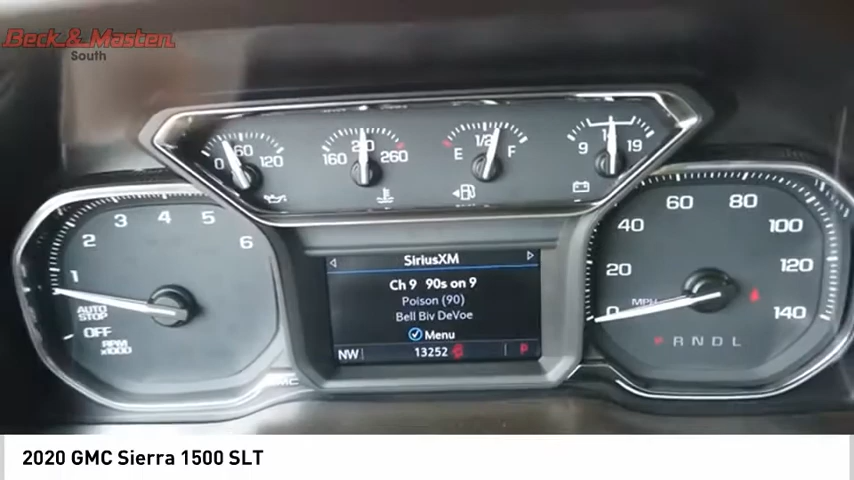 Beck & Masten
South
0 60 120
160 210 260
E 1/2 F
9 14 19
1 2 3 4 5 6
AUTO
STOP
OFF
RPM
x1000
SiriusXM
Ch 9 90s on 9
Poison (90)
Bell Biv DeVoe
Menu
NW 13252 P
0 20 40 60 80 100 120 140
MPH
P R N D L
GMC
2020 GMC Sierra 1500 SLT